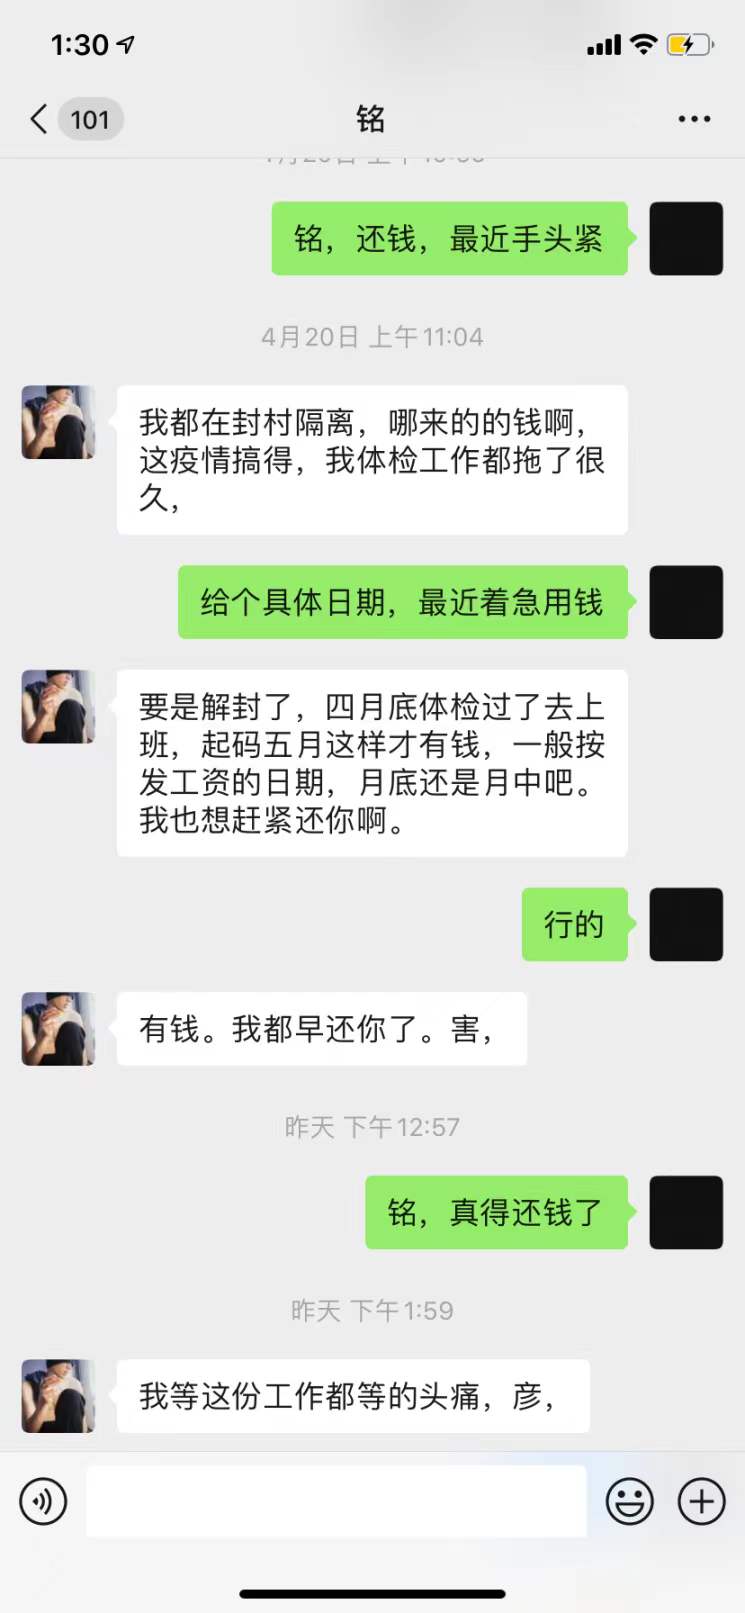 1:30
101
铭
铭，还钱，最近手头紧
4月20日 上午11:04
我都在封村隔离，哪来的的钱啊，
这疫情搞得，我体检工作都拖了很
久，
给个具体日期，最近着急用钱
要是解封了，四月底体检过了去上
班，起码五月这样才有钱，一般按
发工资的日期，月底还是月中吧。
我也想赶紧还你啊。
行的
有钱。我都早还你了。害，
昨天 下午12:57
铭，真得还钱了
昨天 下午1:59
我等这份工作都等的头痛，彦，